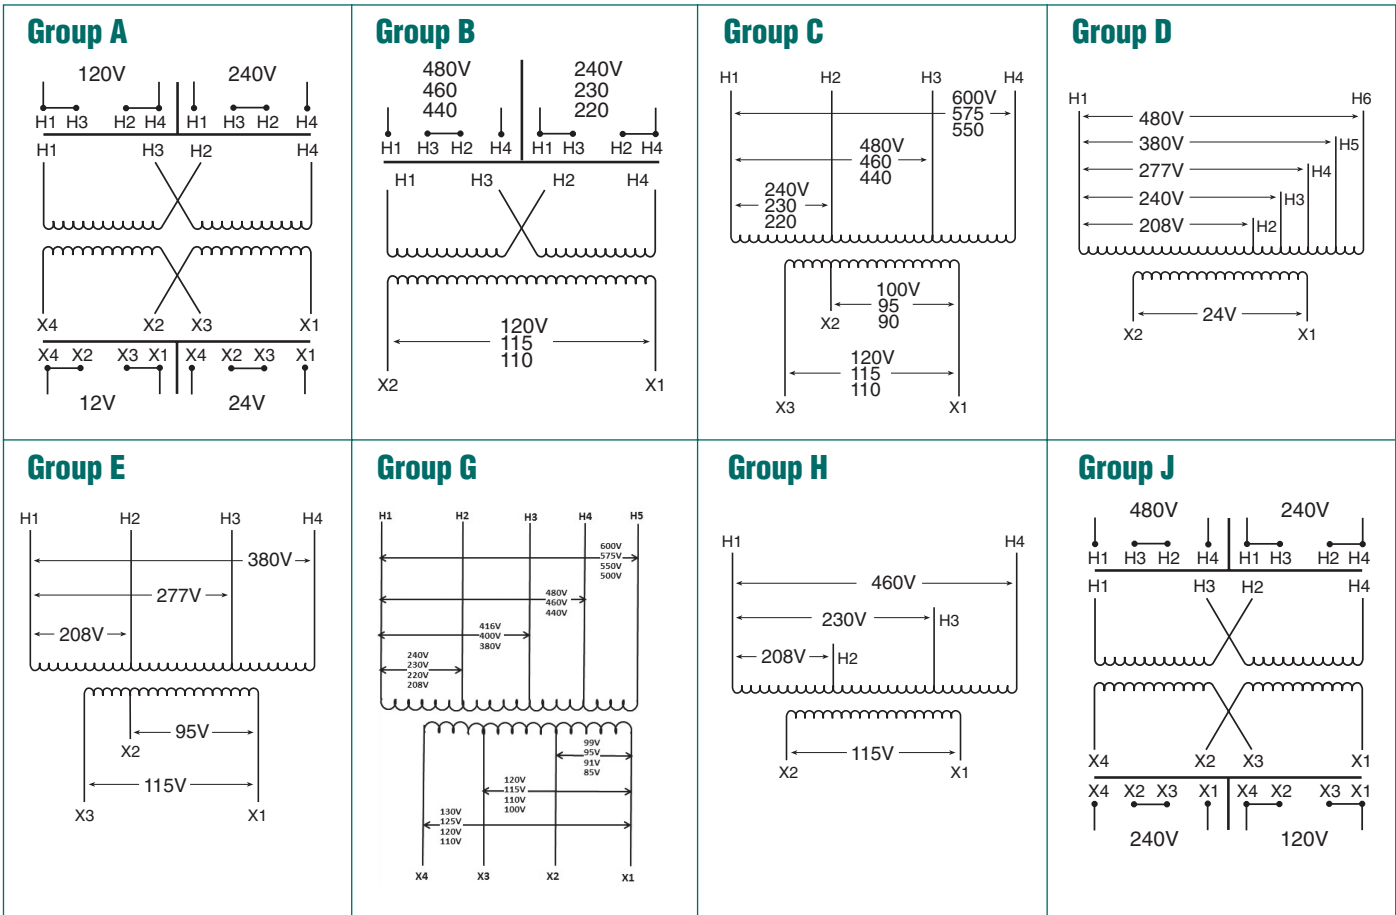 Group A
120V 240V
H1 H3 H2 H4 H1 H3 H2 H4
H1 H3 H2 H4
X4 X2 X3 X1
X4 X2 X3 X1 X4 X2 X3 X1
12V 24V
Group B
480V 240V
460 230
440 220
H1 H3 H2 H4 H1 H3 H2 H4
H1 H3 H2 H4
120V
115
110
X2 X1
Group C
H1 H2 H3 H4
600V
575
550
480V
460
440
240V
230
220
100V
95
90
X2
120V
115
110
X3 X1
Group D
H1 H6
480V
380V H5
277V H4
240V H3
208V H2
24V
X2 X1
Group E
H1 H2 H3 H4
380V
277V
208V
95V
X2
115V
X3 X1
Group G
H1 H2 H3 H4 H5
600V
575V
550V
500V
480V
460V
440V
416V
400V
380V
240V
230V
220V
208V
99V
95V
91V
85V
120V
115V
110V
100V
130V
125V
120V
110V
X4 X3 X2 X1
Group H
H1 H4
460V
230V H3
208V H2
115V
X2 X1
Group J
480V 240V
H1 H3 H2 H4 H1 H3 H2 H4
H1 H3 H2 H4
X4 X2 X3 X1
X4 X2 X3 X1 X4 X2 X3 X1
240V 120V